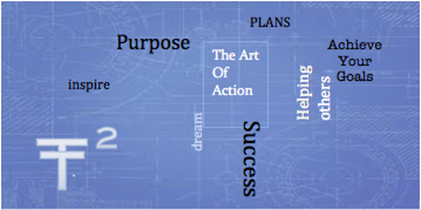 PLANS
Purpose
The Art
Of
Action
Achieve
Your
Goals
inspire
Helping
others
dream
Success
T2